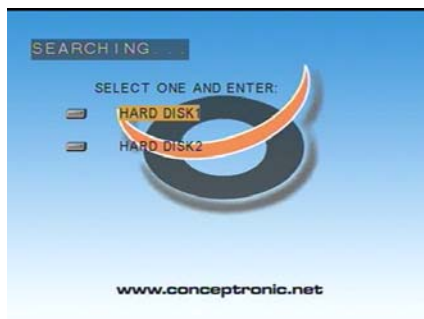 SEARCHING...
SELECT ONE AND ENTER:
HARD DISK1
HARD DISK2
www.conceptronic.net